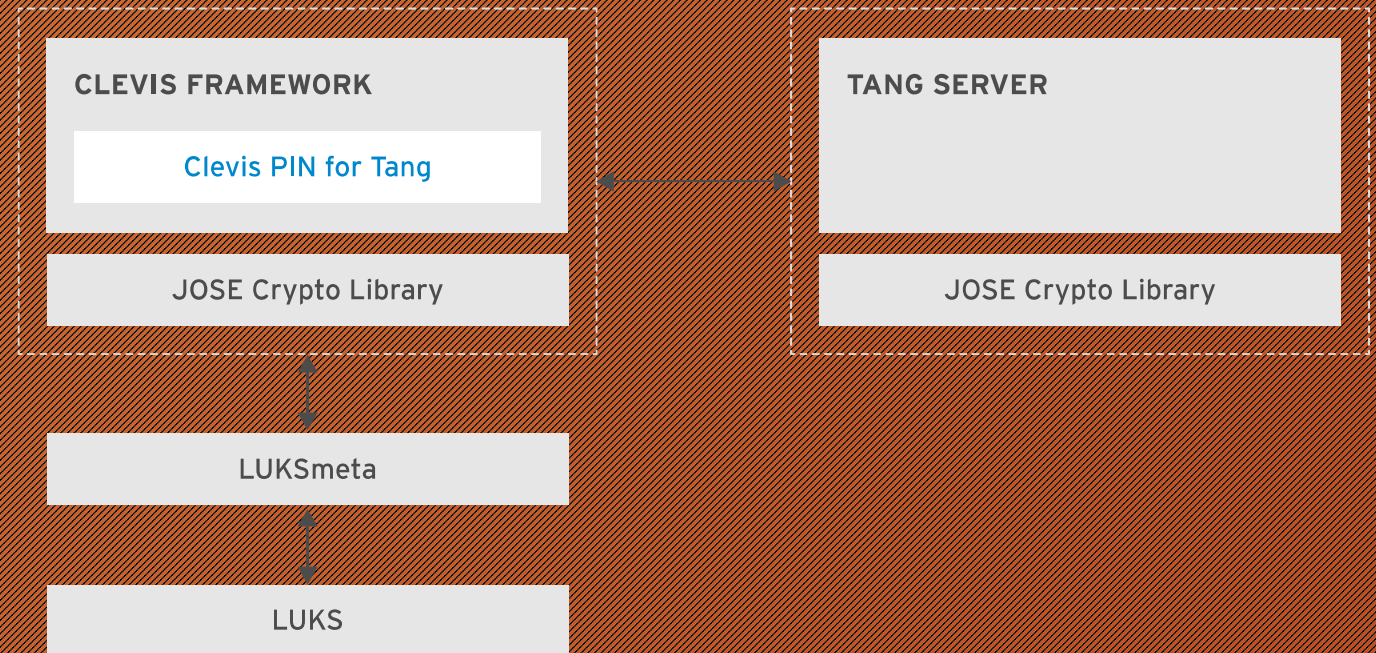 CLEVIS FRAMEWORK
Clevis PIN for Tang
JOSE Crypto Library
TANG SERVER
JOSE Crypto Library
LUKSmeta
LUKS